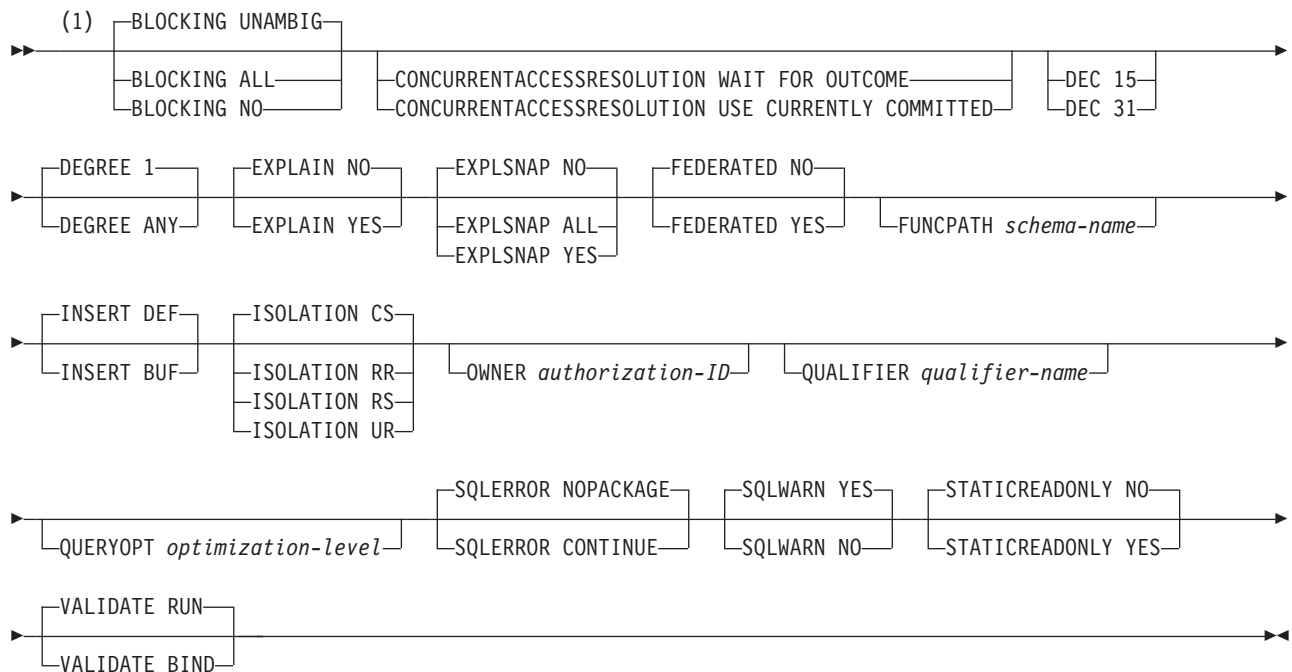 (1) BLOCKING UNAMBIG
BLOCKING ALL CONCURRENTACCESSRESOLUTION WAIT FOR OUTCOME DEC 15
BLOCKING NO CONCURRENTACCESSRESOLUTION USE CURRENTLY COMMITTED DEC 31
DEGREE 1 EXPLAIN NO EXPLSNAP NO FEDERATED NO
DEGREE ANY EXPLAIN YES EXPLSNAP ALL FEDERATED YES FUNCPATH schema-name
EXPLSNAP YES
INSERT DEF ISOLATION CS
INSERT BUF ISOLATION RR OWNER authorization-ID QUALIFIER qualifier-name
ISOLATION RS
ISOLATION UR
SQLERROR NOPACKAGE SQLWARN YES STATICREADONLY NO
QUERYOPT optimization-level SQLERROR CONTINUE SQLWARN NO STATICREADONLY YES
VALIDATE RUN
VALIDATE BIND